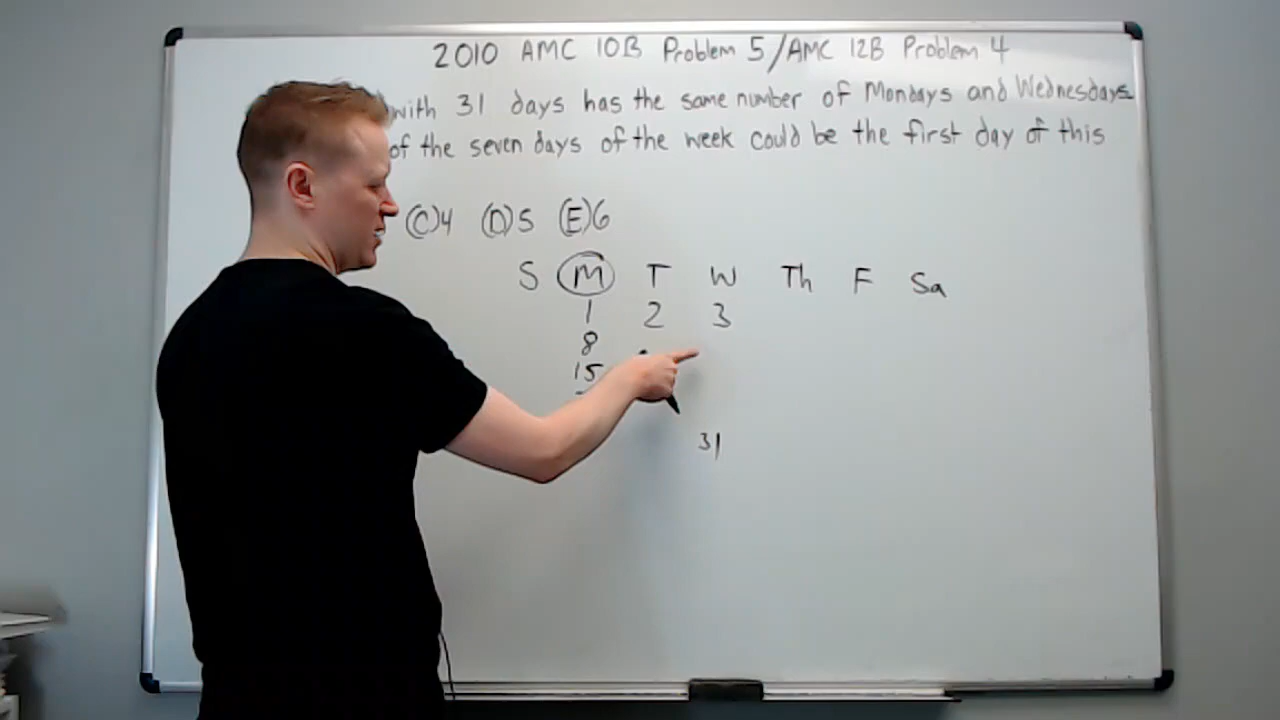 2010 AMC 10B Problem 5/AMC 12B Problem 4
with 31 days has the same number of Mondays and Wednesdays
of the seven days of the week could be the first day of this
(C)4 (D)5 (E)6
S M T W Th F Sa
1 2 3
8
15
31